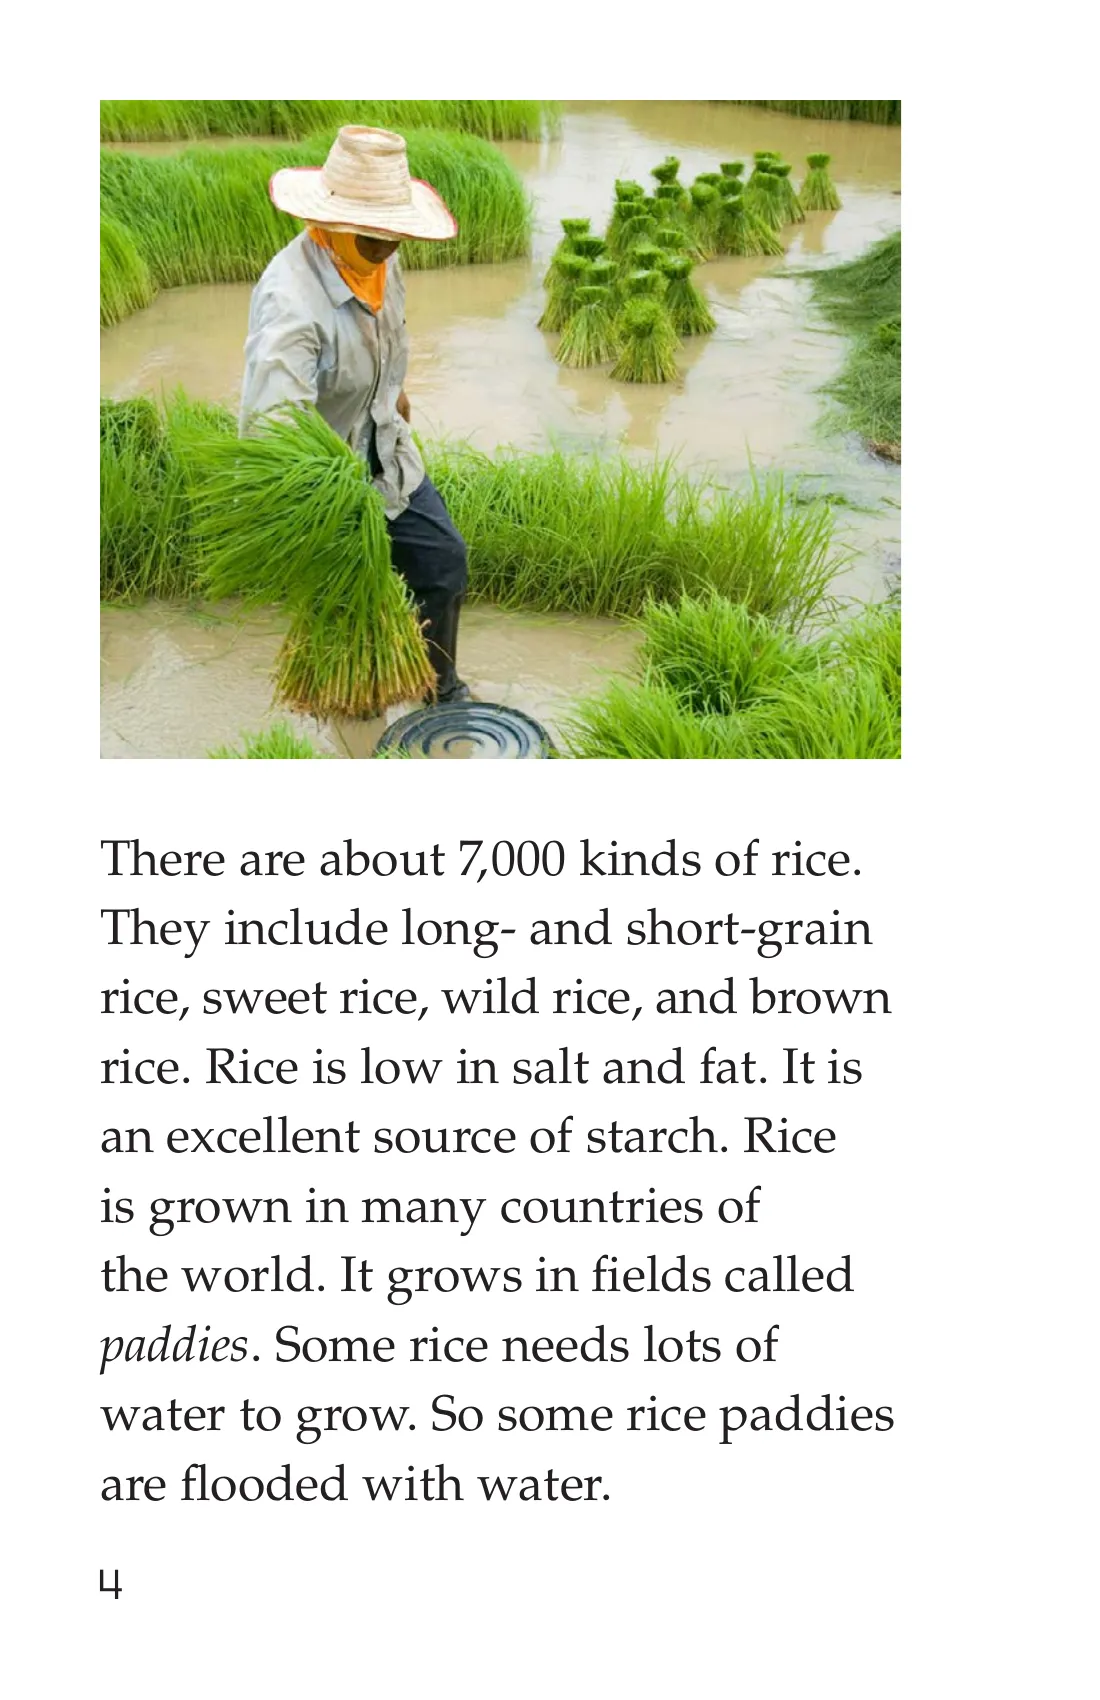 There are about 7,000 kinds of rice.
They include long- and short-grain
rice, sweet rice, wild rice, and brown
rice. Rice is low in salt and fat. It is
an excellent source of starch. Rice
is grown in many countries of
the world. It grows in fields called
paddies. Some rice needs lots of
water to grow. So some rice paddies
are flooded with water.
4